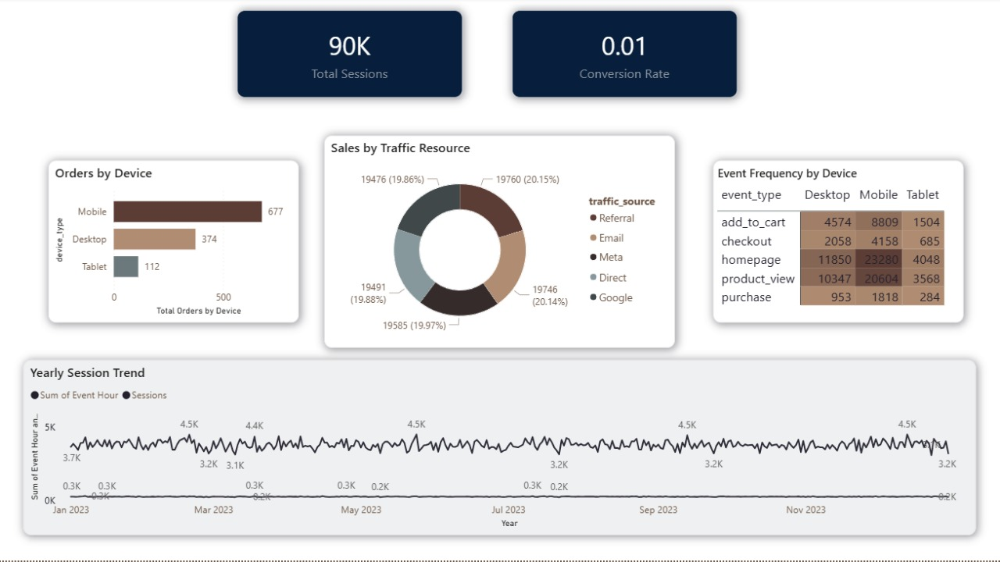 90K
Total Sessions
0.01
Conversion Rate
Orders by Device
device_type
Mobile
677
Desktop
374
Tablet
112
0
500
Total Orders by Device
Sales by Traffic Resource
19476 (19.86%)
19760 (20.15%)
19491
(19.88%)
19746
(20.14%)
19585 (19.97%)
traffic_source
Referral
Email
Meta
Direct
Google
Event Frequency by Device
event_type Desktop Mobile Tablet
add_to_cart 4574 8809 1504
checkout 2058 4158 685
homepage 11850 23280 4048
product_view 10347 20604 3568
purchase 953 1818 284
Yearly Session Trend
Sum of Event Hour Sessions
Sum of Event Hour an...
5K
0K
4.5K 4.4K 4.5K 4.5K 4.5K
3.7K 3.2K 3.1K 3.2K 3.2K 3.2K
0.3K 0.3K 0.3K 0.3K 0.2K 0.3K 0.2K
0.3K 0.2K 0.2K
Jan 2023 Mar 2023 May 2023 Jul 2023 Sep 2023 Nov 2023
Year